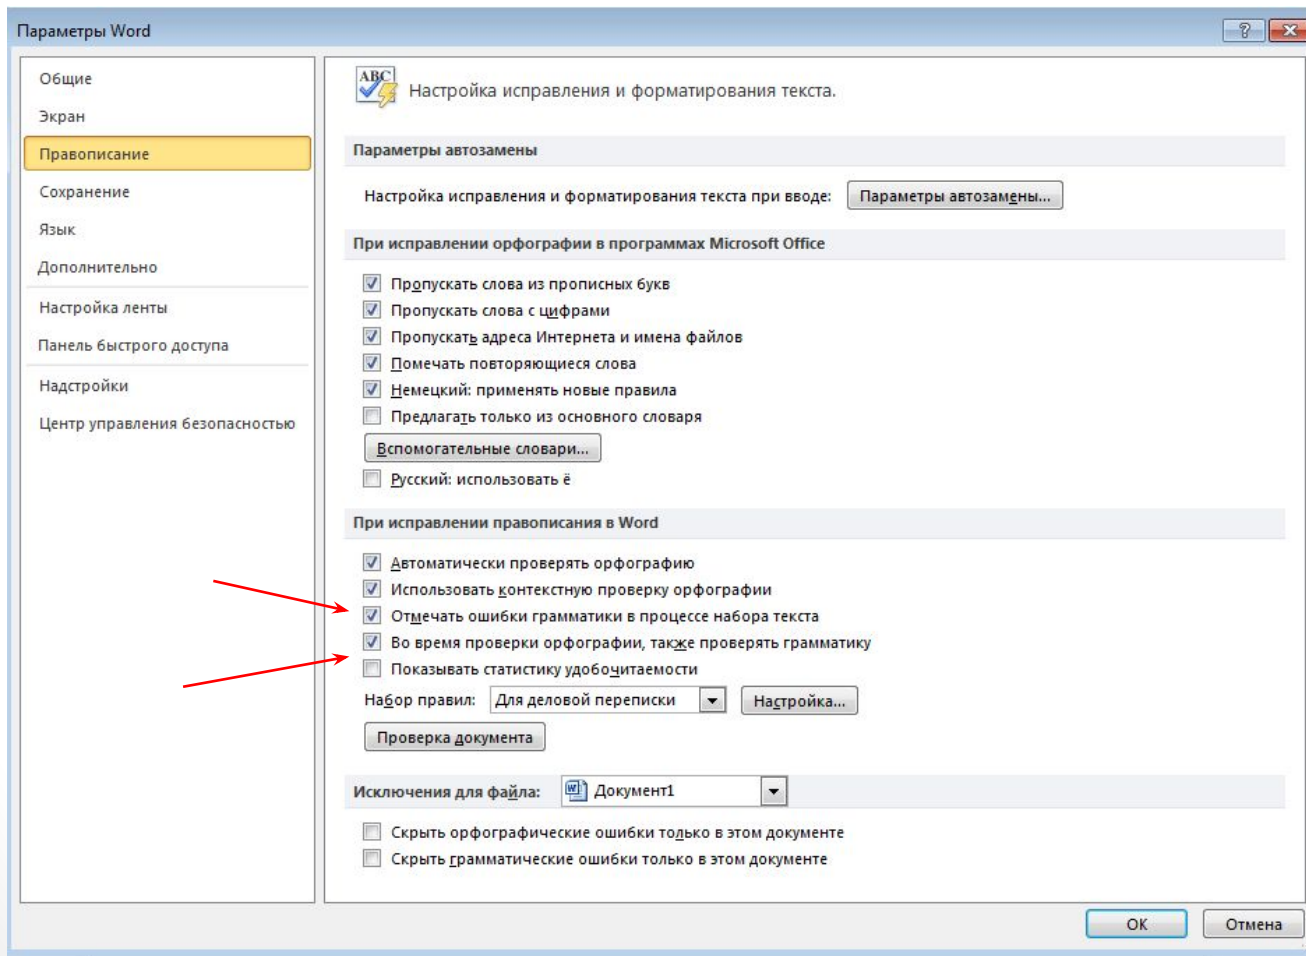 Параметры Word
Общие
Экран
Правописание
Сохранение
Язык
Дополнительно
Настройка ленты
Панель быстрого доступа
Надстройки
Центр управления безопасностью
ABC
Настройка исправления и форматирования текста.
Параметры автозамены
Настройка исправления и форматирования текста при вводе: Параметры автозамены...
При исправлении орфографии в программах Microsoft Office
Пропускать слова из прописных букв
Пропускать слова с цифрами
Пропускать адреса Интернета и имена файлов
Помечать повторяющиеся слова
Немецкий: применять новые правила
Предлагать только из основного словаря
Вспомогательные словари...
Русский: использовать ё
При исправлении правописания в Word
Автоматически проверять орфографию
Использовать контекстную проверку орфографии
Отмечать ошибки грамматики в процессе набора текста
Во время проверки орфографии, также проверять грамматику
Показывать статистику удобочитаемости
Набор правил: Для деловой переписки Настройка...
Проверка документа
Исключения для файла: Документ1
Скрыть орфографические ошибки только в этом документе
Скрыть грамматические ошибки только в этом документе
ОК Отмена